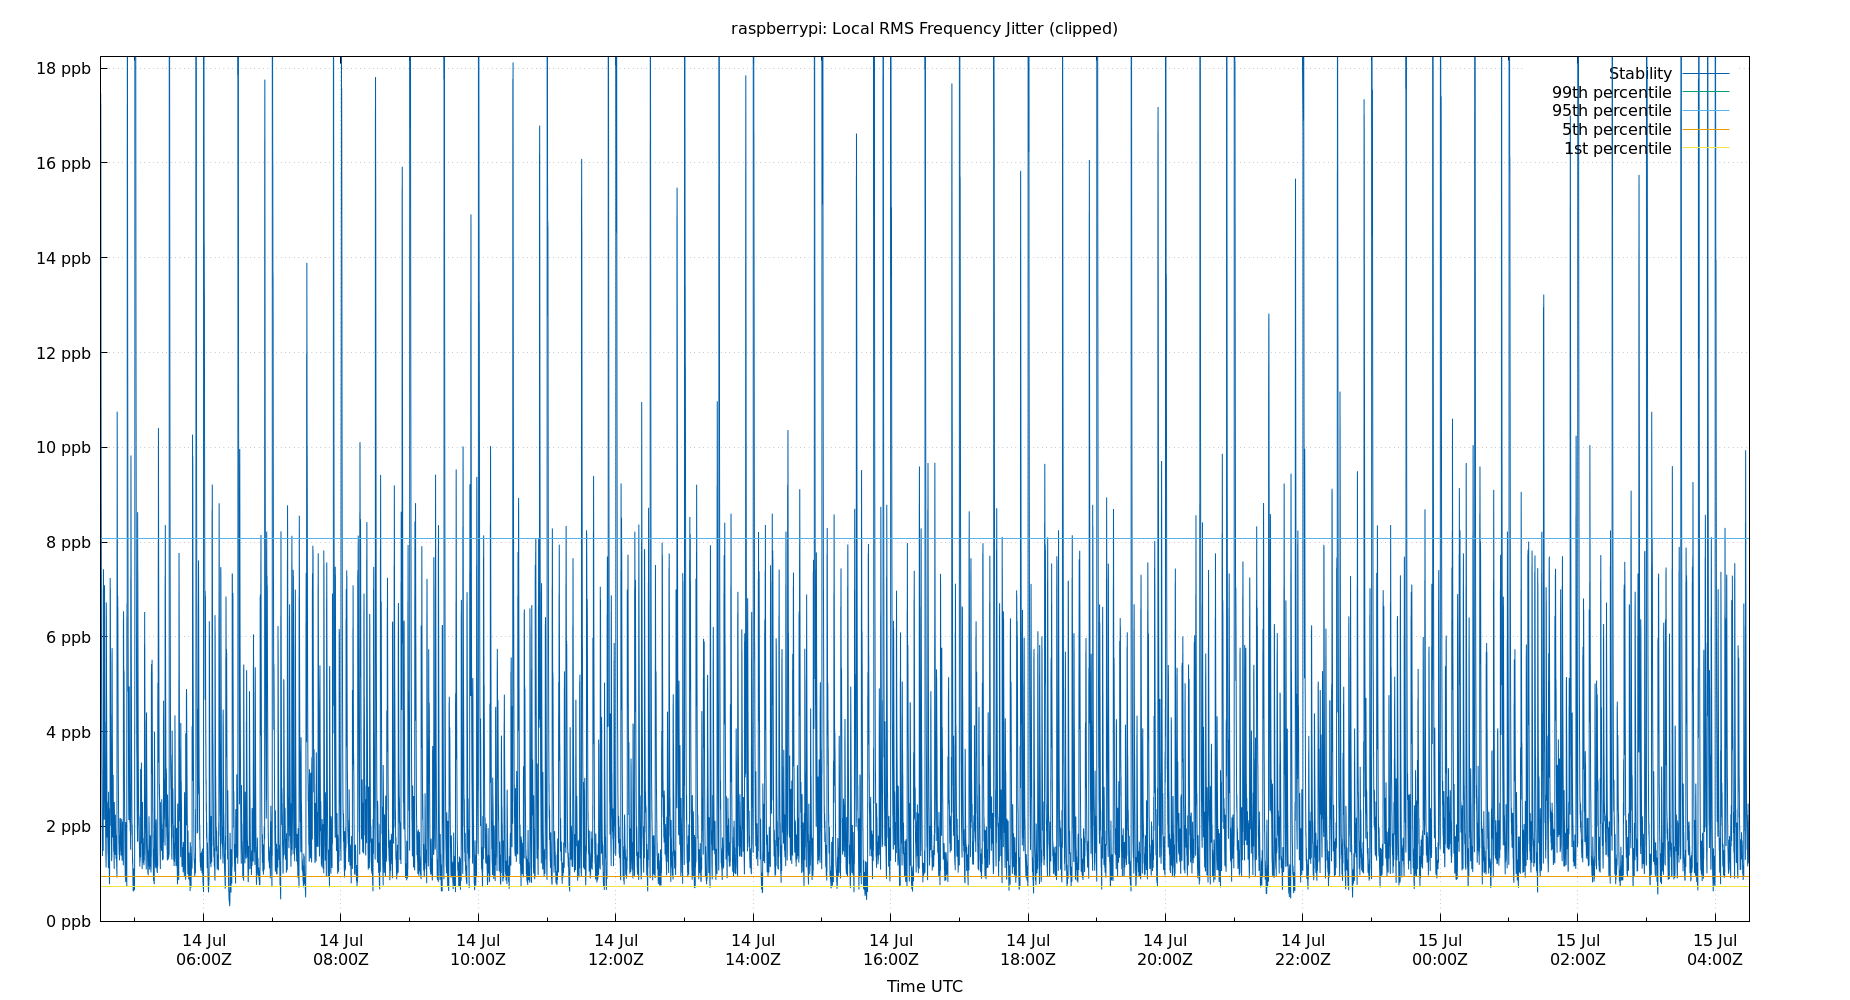 raspberrypi: Local RMS Frequency Jitter (clipped)
18 ppb
16 ppb
14 ppb
12 ppb
10 ppb
8 ppb
6 ppb
4 ppb
2 ppb
0 ppb
Stability
99th percentile
95th percentile
5th percentile
1st percentile
14 Jul 14 Jul 14 Jul 14 Jul 14 Jul 14 Jul 14 Jul 14 Jul 14 Jul 15 Jul 15 Jul 15 Jul
06:00Z 08:00Z 10:00Z 12:00Z 14:00Z 16:00Z 18:00Z 20:00Z 22:00Z 00:00Z 02:00Z 04:00Z
Time UTC